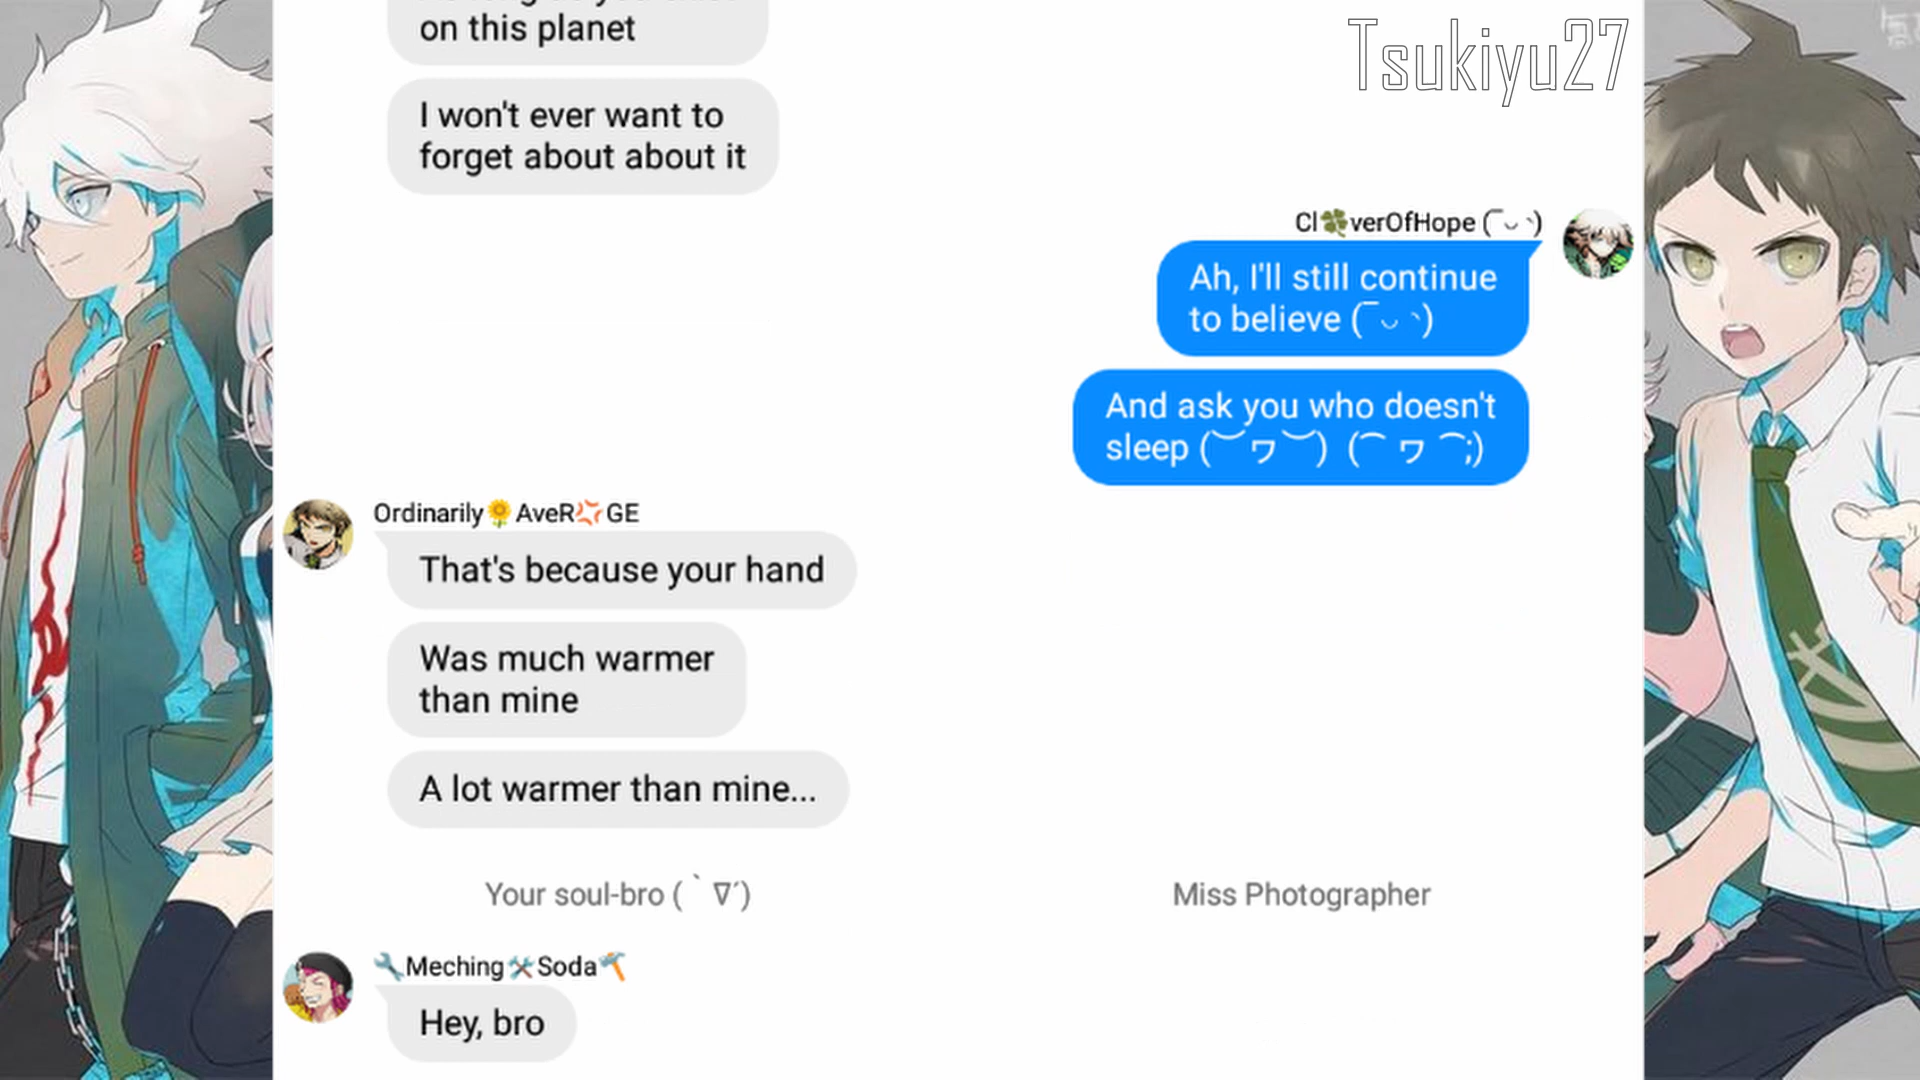 on this planet
Tsukiyu27
I won't ever want to
forget about about it
Cl🍀verOfHope (‾◡ ˋ)
Ah, I'll still continue
to believe (‾◡ ˋ)
And ask you who doesn't
sleep (︶ワ︶) (⌒ ワ ⌒;)
Ordinarily🌻AveR💢GE
That's because your hand
Was much warmer
than mine
A lot warmer than mine...
Your soul-bro (｀∇´)
Miss Photographer
🔧Meching🛠Soda🔨
Hey, bro